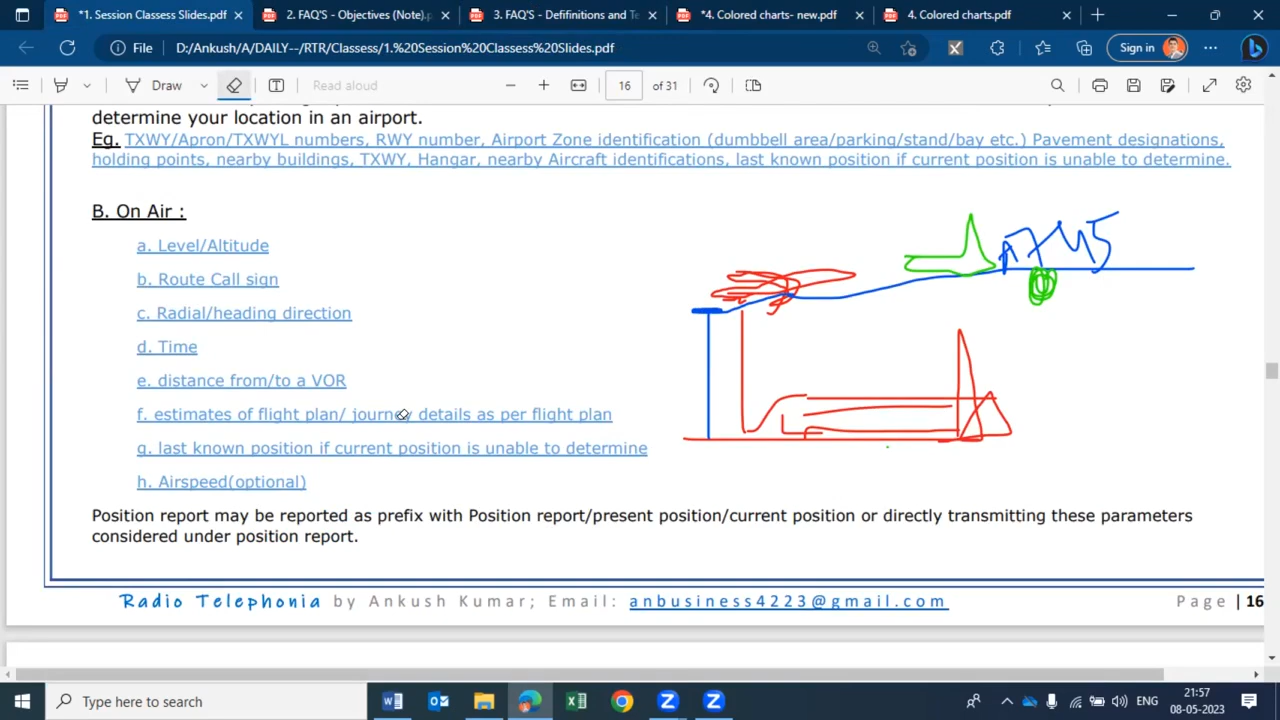 *1. Session Classess Slides.pdf
2. FAQ'S - Objectives (Note).p
3. FAQ'S - Defifinitions and Te
*4. Colored charts- new.pdf
4. Colored charts.pdf
File
D:/Ankush/A/DAILY--/RTR/Classess/1.%20Session%20Classess%20Slides.pdf
Sign in
Draw
Read aloud
16 of 31
determine your location in an airport.
Eg. TXWY/Apron/TXWYL numbers, RWY number, Airport Zone identification (dumbbell area/parking/stand/bay etc.) Pavement designations,
holding points, nearby buildings, TXWY, Hangar, nearby Aircraft identifications, last known position if current position is unable to determine.
B. On Air :
a. Level/Altitude
b. Route Call sign
c. Radial/heading direction
d. Time
e. distance from/to a VOR
f. estimates of flight plan/ journey details as per flight plan
g. last known position if current position is unable to determine
h. Airspeed(optional)
Position report may be reported as prefix with Position report/present position/current position or directly transmitting these parameters
considered under position report.
Radio Telephonia by Ankush Kumar; Email: anbusiness4223@gmail.com
Page | 16
Type here to search
ENG
21:57
08-05-2023